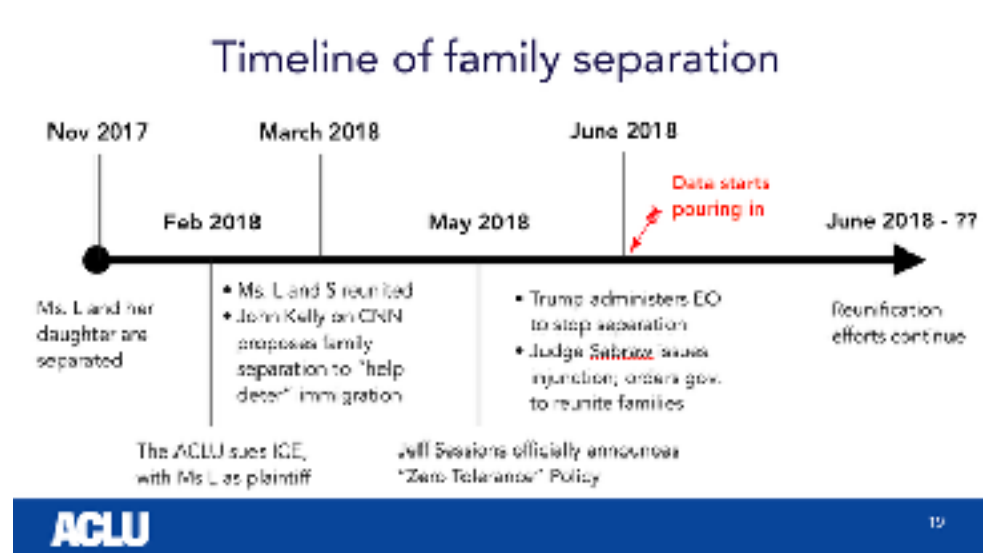 Timeline of family separation
Nov 2017
March 2018
June 2018
Data starts
pouring in
Feb 2018
May 2018
June 2018 - ??
Ms. L and her
daughter are
separated
• Ms. L and S reunited
• John Kelly on CNN
proposes family
separation to "help
deter" immigration
• Trump administers EO
to stop separation
• Judge Sabraw issues
injunction; orders gov.
to reunite families
Reunification
efforts continue
The ACLU sues ICE,
with Ms L as plaintiff
Jeff Sessions officially announces
"Zero Tolerance" Policy
ACLU
19